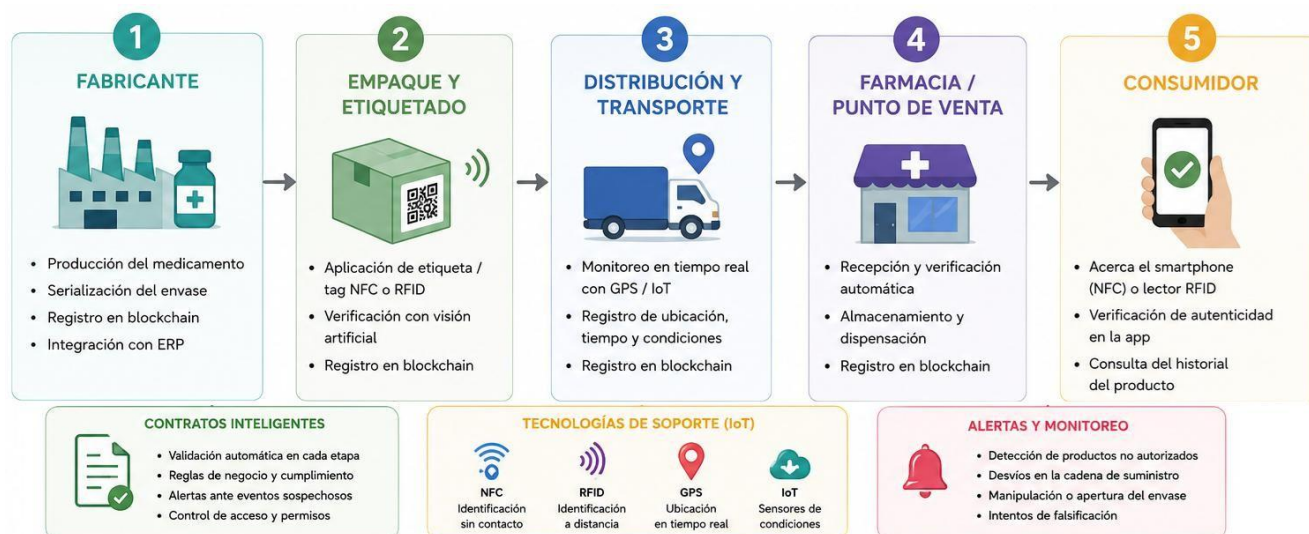 1
FABRICANTE
• Producción del medicamento
• Serialización del envase
• Registro en blockchain
• Integración con ERP
2
EMPAQUE Y
ETIQUETADO
• Aplicación de etiqueta /
tag NFC o RFID
• Verificación con visión
artificial
• Registro en blockchain
3
DISTRIBUCIÓN Y
TRANSPORTE
• Monitoreo en tiempo real
con GPS / IoT
• Registro de ubicación,
tiempo y condiciones
• Registro en blockchain
4
FARMACIA /
PUNTO DE VENTA
• Recepción y verificación
automática
• Almacenamiento y
dispensación
• Registro en blockchain
5
CONSUMIDOR
• Acerca el smartphone
(NFC) o lector RFID
• Verificación de autenticidad
en la app
• Consulta del historial
del producto
CONTRATOS INTELIGENTES
• Validación automática en cada etapa
• Reglas de negocio y cumplimiento
• Alertas ante eventos sospechosos
• Control de acceso y permisos
TECNOLOGÍAS DE SOPORTE (IoT)
NFC
Identificación
sin contacto
RFID
Identificación
a distancia
GPS
Ubicación
en tiempo real
IoT
Sensores de
condiciones
ALERTAS Y MONITOREO
• Detección de productos no autorizados
• Desvíos en la cadena de suministro
• Manipulación o apertura del envase
• Intentos de falsificación